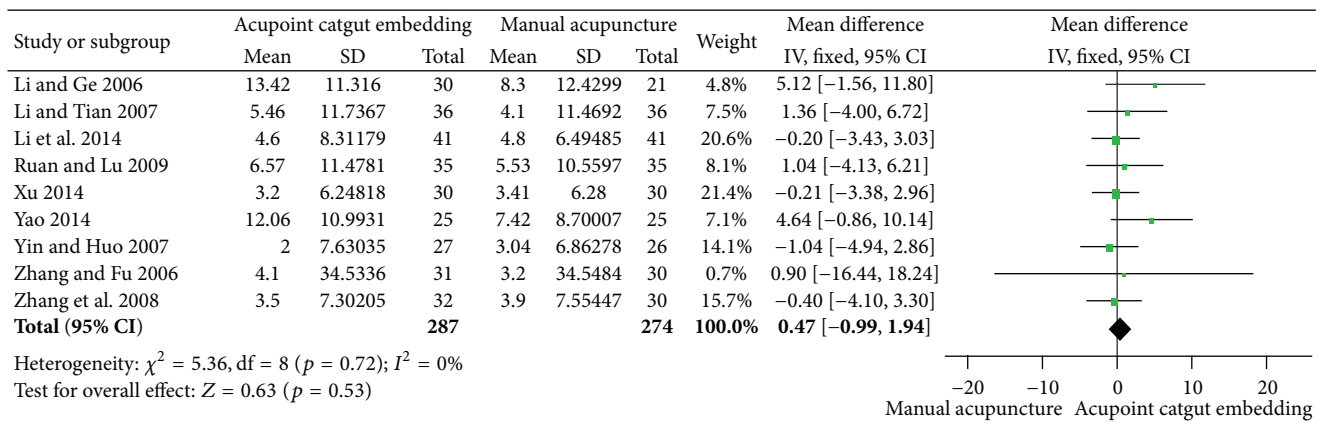 Study or subgroup Acupoint catgut embedding Manual acupuncture Weight Mean difference Mean difference
Mean SD Total Mean SD Total IV, fixed, 95% CI IV, fixed, 95% CI
Li and Ge 2006 13.42 11.316 30 8.3 12.4299 21 4.8% 5.12 [−1.56, 11.80]
Li and Tian 2007 5.46 11.7367 36 4.1 11.4692 36 7.5% 1.36 [−4.00, 6.72]
Li et al. 2014 4.6 8.31179 41 4.8 6.49485 41 20.6% −0.20 [−3.43, 3.03]
Ruan and Lu 2009 6.57 11.4781 35 5.53 10.5597 35 8.1% 1.04 [−4.13, 6.21]
Xu 2014 3.2 6.24818 30 3.41 6.28 30 21.4% −0.21 [−3.38, 2.96]
Yao 2014 12.06 10.9931 25 7.42 8.70007 25 7.1% 4.64 [−0.86, 10.14]
Yin and Huo 2007 2 7.63035 27 3.04 6.86278 26 14.1% −1.04 [−4.94, 2.86]
Zhang and Fu 2006 4.1 34.5336 31 3.2 34.5484 30 0.7% 0.90 [−16.44, 18.24]
Zhang et al. 2008 3.5 7.30205 32 3.9 7.55447 30 15.7% −0.40 [−4.10, 3.30]
Total (95% CI) 287 274 100.0% 0.47 [−0.99, 1.94]
Heterogeneity: χ² = 5.36, df = 8 (p = 0.72); I² = 0%
Test for overall effect: Z = 0.63 (p = 0.53)
−20 −10 0 10 20
Manual acupuncture Acupoint catgut embedding